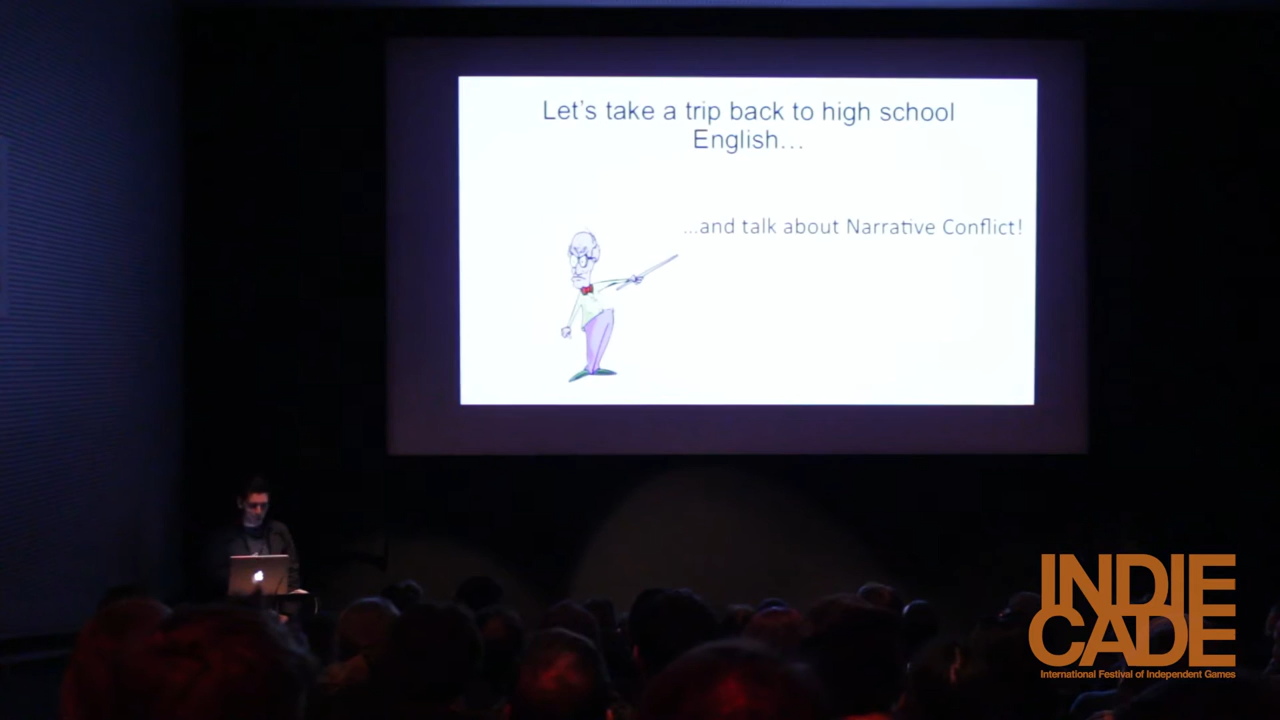 Let's take a trip back to high school
English…
…and talk about Narrative Conflict!
INDIE
CADE
International Festival of Independent Games